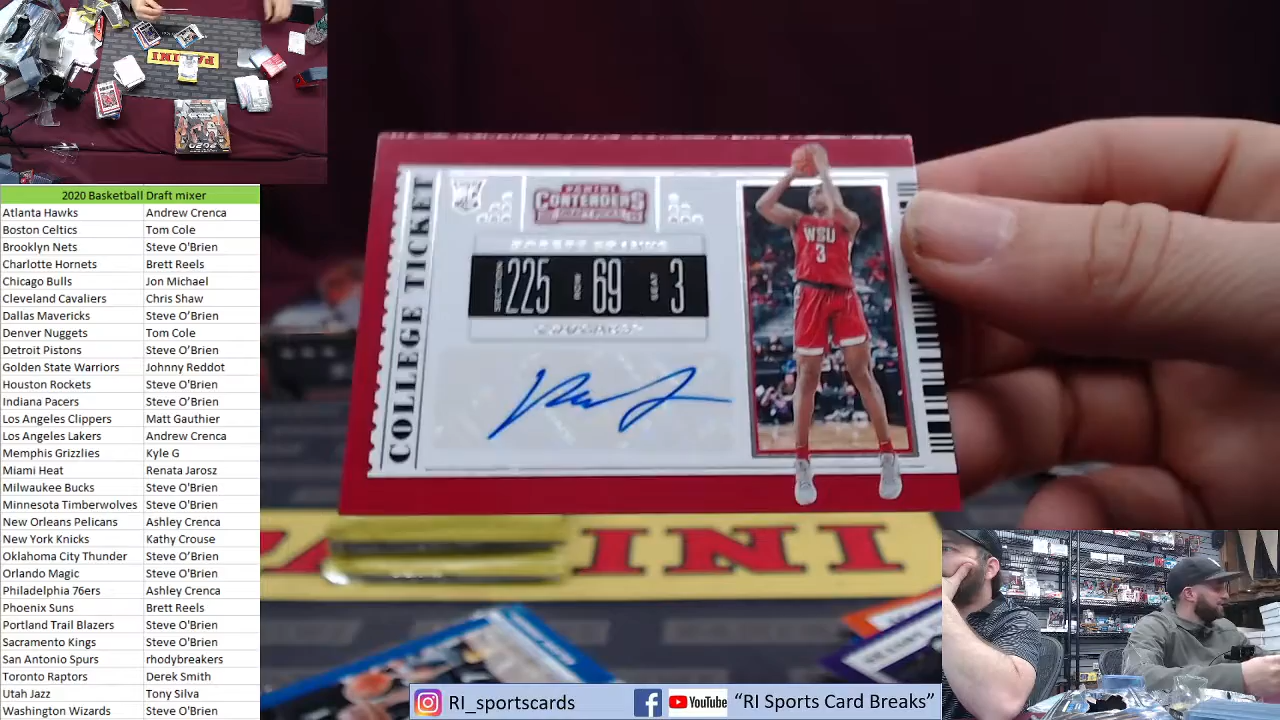 PANINI
2020 Basketball Draft mixer
Atlanta Hawks Andrew Crenca
Boston Celtics Tom Cole
Brooklyn Nets Steve O'Brien
Charlotte Hornets Brett Reels
Chicago Bulls Jon Michael
Cleveland Cavaliers Chris Shaw
Dallas Mavericks Steve O'Brien
Denver Nuggets Tom Cole
Detroit Pistons Steve O'Brien
Golden State Warriors Johnny Reddot
Houston Rockets Steve O'Brien
Indiana Pacers Steve O'Brien
Los Angeles Clippers Matt Gauthier
Los Angeles Lakers Andrew Crenca
Memphis Grizzlies Kyle G
Miami Heat Renata Jarosz
Milwaukee Bucks Steve O'Brien
Minnesota Timberwolves Steve O'Brien
New Orleans Pelicans Ashley Crenca
New York Knicks Kathy Crouse
Oklahoma City Thunder Steve O'Brien
Orlando Magic Steve O'Brien
Philadelphia 76ers Ashley Crenca
Phoenix Suns Brett Reels
Portland Trail Blazers Steve O'Brien
Sacramento Kings Steve O'Brien
San Antonio Spurs rhodybreakers
Toronto Raptors Derek Smith
Utah Jazz Tony Silva
Washington Wizards Steve O'Brien
COLLEGE TICKET
PANINI
CONTENDERS
DRAFT PICKS
SECTION 225 ROW 69 SEAT 3
WSU
3
PANINI
RI_sportscards YouTube "RI Sports Card Breaks"